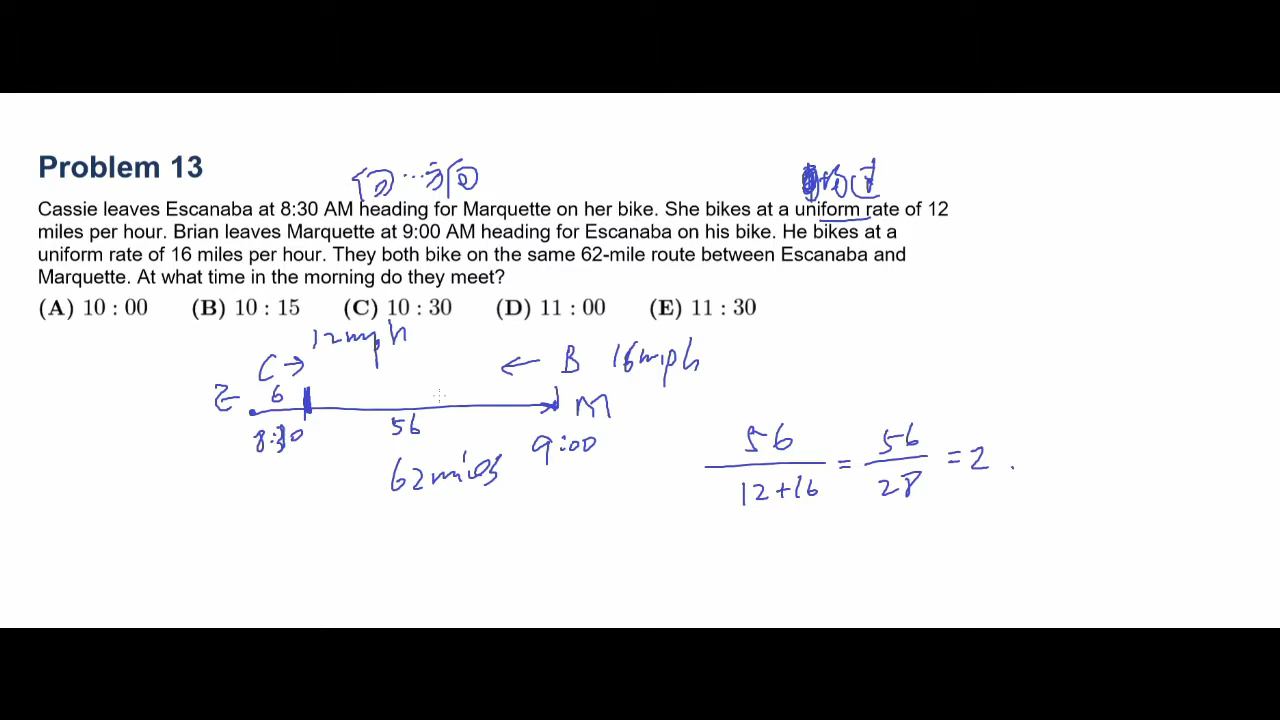 Problem 13
向…方向
Cassie leaves Escanaba at 8:30 AM heading for Marquette on her bike. She bikes at a uniform rate of 12
miles per hour. Brian leaves Marquette at 9:00 AM heading for Escanaba on his bike. He bikes at a
uniform rate of 16 miles per hour. They both bike on the same 62-mile route between Escanaba and
Marquette. At what time in the morning do they meet?
(A) 10 : 00 (B) 10 : 15 (C) 10 : 30 (D) 11 : 00 (E) 11 : 30
12mph
C → ← B 16mph
E 6 M
8:30 56 9:00
62miles
56/12+16 = 56/28 = 2 .